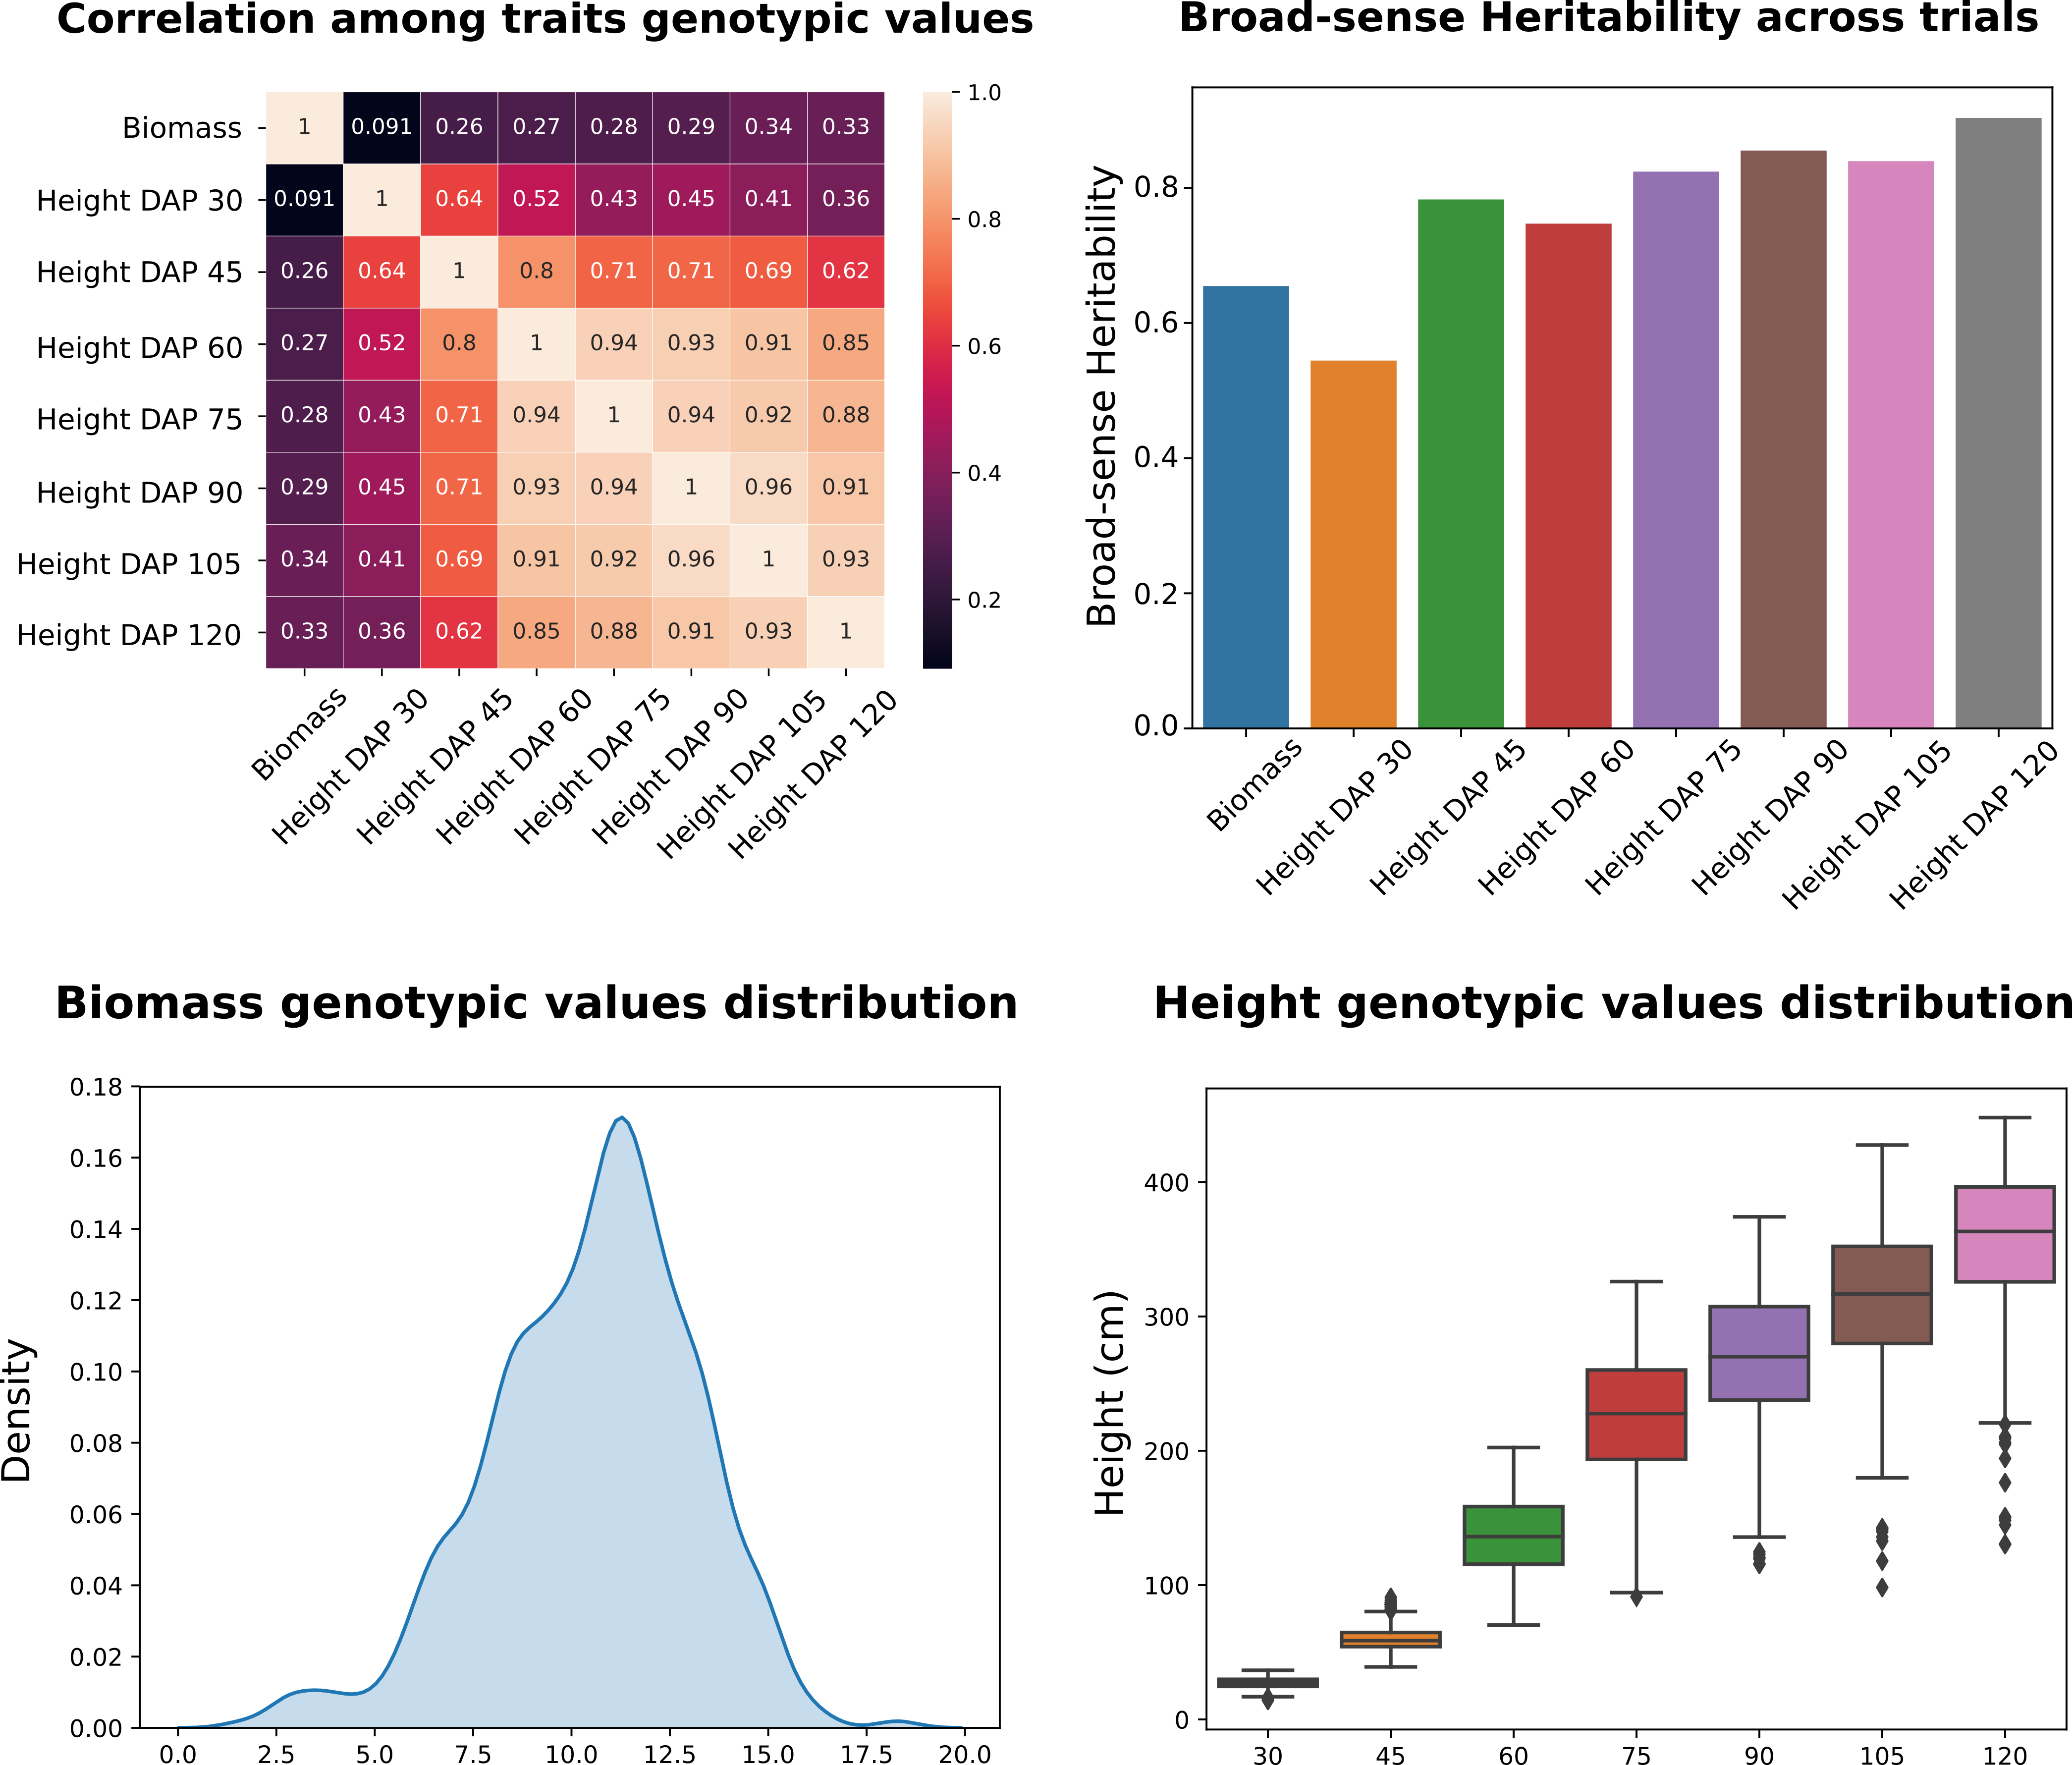 Correlation among traits genotypic values
Biomass 1 0.091 0.26 0.27 0.28 0.29 0.34 0.33
Height DAP 30 0.091 1 0.64 0.52 0.43 0.45 0.41 0.36
Height DAP 45 0.26 0.64 1 0.8 0.71 0.71 0.69 0.62
Height DAP 60 0.27 0.52 0.8 1 0.94 0.93 0.91 0.85
Height DAP 75 0.28 0.43 0.71 0.94 1 0.94 0.92 0.88
Height DAP 90 0.29 0.45 0.71 0.93 0.94 1 0.96 0.91
Height DAP 105 0.34 0.41 0.69 0.91 0.92 0.96 1 0.93
Height DAP 120 0.33 0.36 0.62 0.85 0.88 0.91 0.93 1
Biomass
Height DAP 30
Height DAP 45
Height DAP 60
Height DAP 75
Height DAP 90
Height DAP 105
Height DAP 120
1.0
0.8
0.6
0.4
0.2
Broad-sense Heritability across trials
Broad-sense Heritability
0.8
0.6
0.4
0.2
0.0
Biomass
Height DAP 30
Height DAP 45
Height DAP 60
Height DAP 75
Height DAP 90
Height DAP 105
Height DAP 120
Biomass genotypic values distribution
Density
0.18
0.16
0.14
0.12
0.10
0.08
0.06
0.04
0.02
0.00
0.0 2.5 5.0 7.5 10.0 12.5 15.0 17.5 20.0
Height genotypic values distribution
Height (cm)
400
300
200
100
0
30 45 60 75 90 105 120